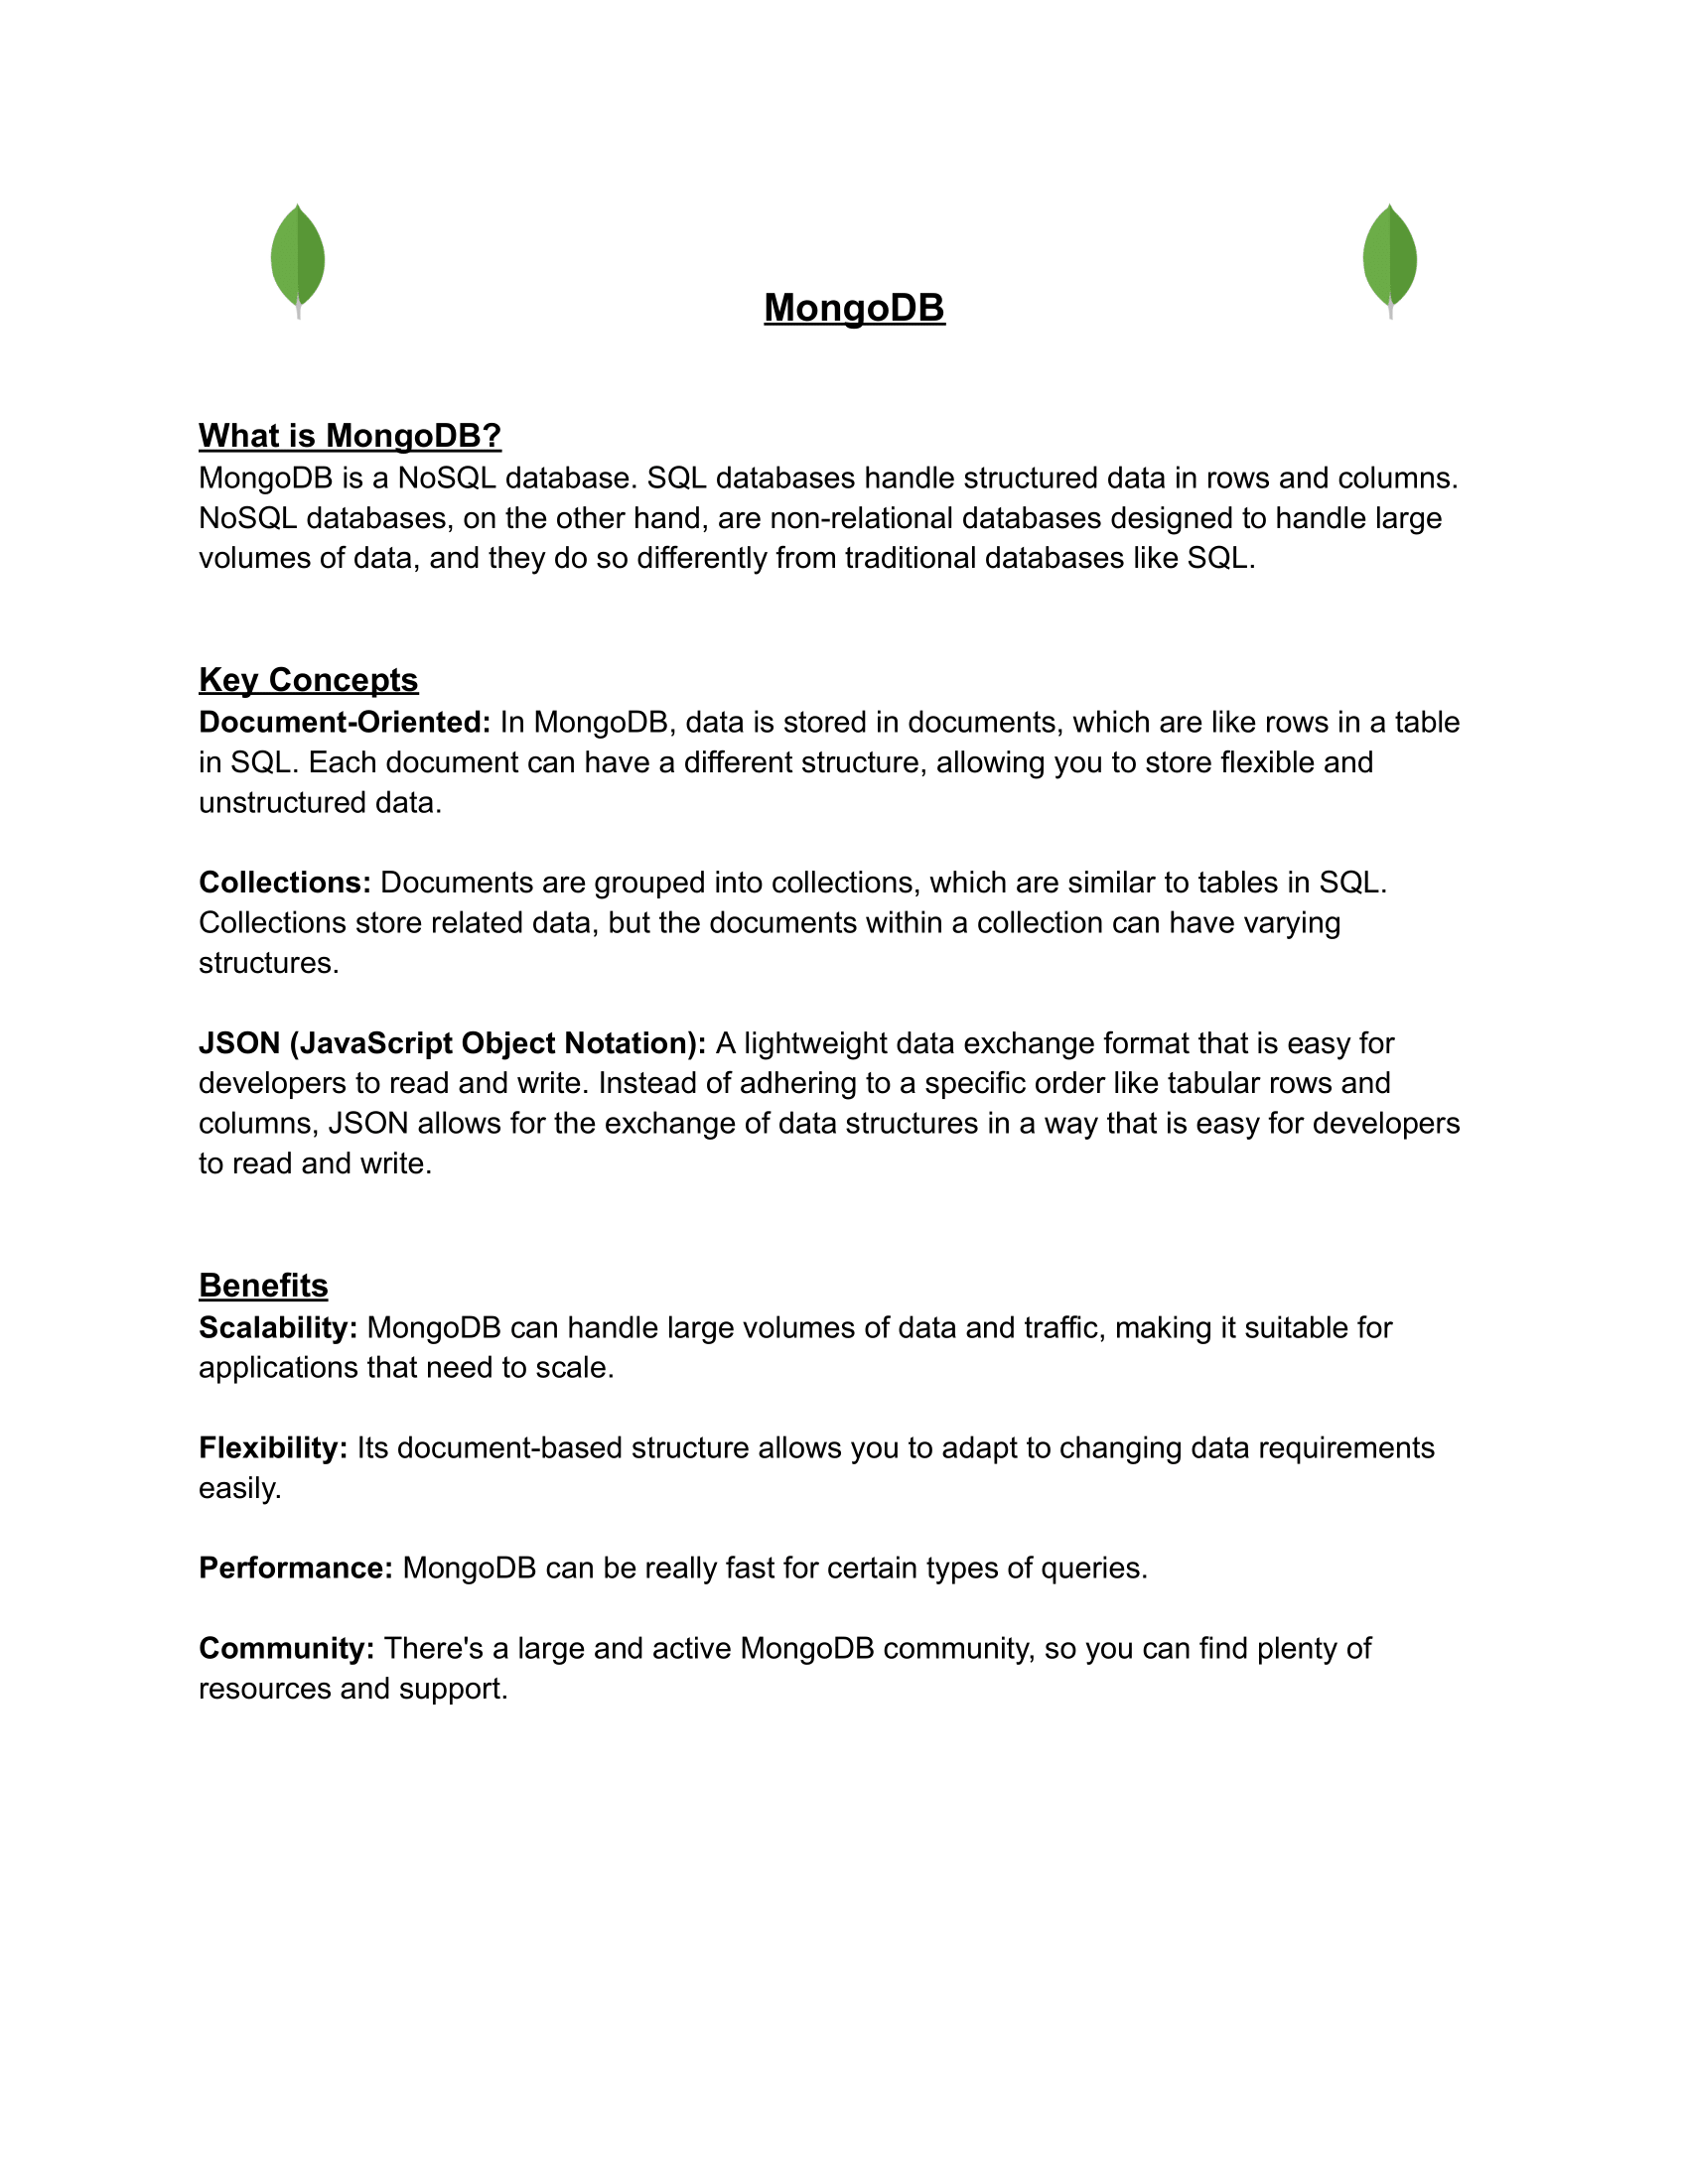 MongoDB
What is MongoDB?
MongoDB is a NoSQL database. SQL databases handle structured data in rows and columns.
NoSQL databases, on the other hand, are non-relational databases designed to handle large
volumes of data, and they do so differently from traditional databases like SQL.
Key Concepts
Document-Oriented: In MongoDB, data is stored in documents, which are like rows in a table
in SQL. Each document can have a different structure, allowing you to store flexible and
unstructured data.
Collections: Documents are grouped into collections, which are similar to tables in SQL.
Collections store related data, but the documents within a collection can have varying
structures.
JSON (JavaScript Object Notation): A lightweight data exchange format that is easy for
developers to read and write. Instead of adhering to a specific order like tabular rows and
columns, JSON allows for the exchange of data structures in a way that is easy for developers
to read and write.
Benefits
Scalability: MongoDB can handle large volumes of data and traffic, making it suitable for
applications that need to scale.
Flexibility: Its document-based structure allows you to adapt to changing data requirements
easily.
Performance: MongoDB can be really fast for certain types of queries.
Community: There's a large and active MongoDB community, so you can find plenty of
resources and support.